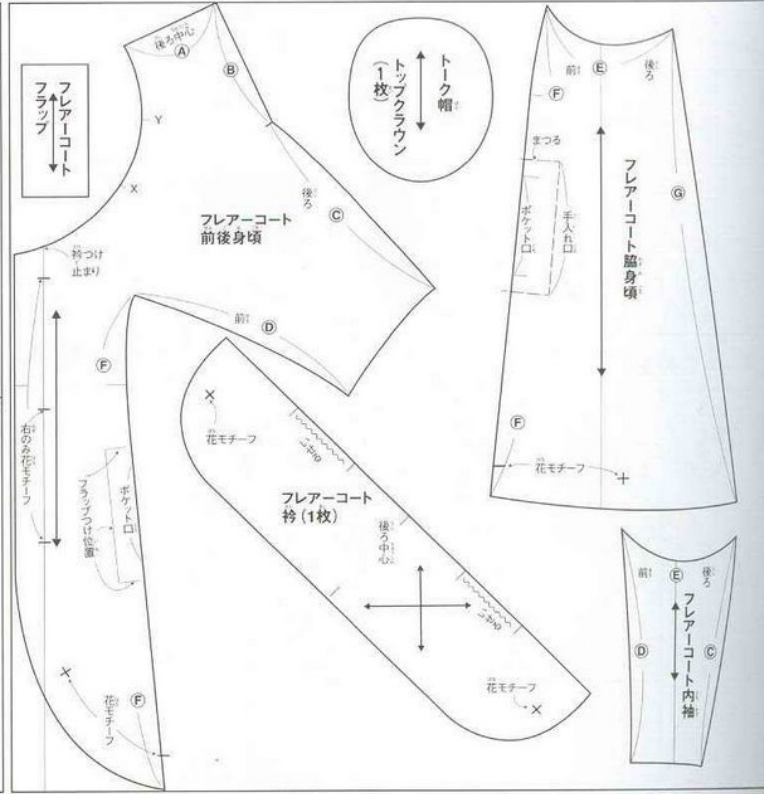 フレアーコート
フラップ
後ろ中心
Ⓐ
Ⓑ
Y
X
後ろ
Ⓒ
フレアーコート
前後身頃
衿つけ
止まり
前
Ⓓ
Ⓕ
右のみ花モチーフ
ポケット口
フラップつけ位置
花モチーフ
Ⓕ
トーク帽
トップクラウン
(1枚)
花モチーフ
いせる
フレアーコート
衿(1枚)
後ろ中心
いせる
花モチーフ
前
Ⓔ
後ろ
Ⓕ
まつる
ポケット口
手入れ口
フレアーコート脇身頃
Ⓖ
Ⓕ
花モチーフ
前
Ⓔ
後ろ
フレアーコート内袖
Ⓓ
Ⓒ